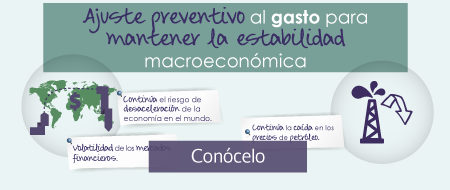 Ajuste preventivo al gasto para
mantener la estabilidad
macroeconómica
$
Continúa el riesgo de
desaceleración de la
economía en el mundo.
Volatilidad de los mercados
financieros.
Continúa la caída en los
precios de petróleo.
Conócelo